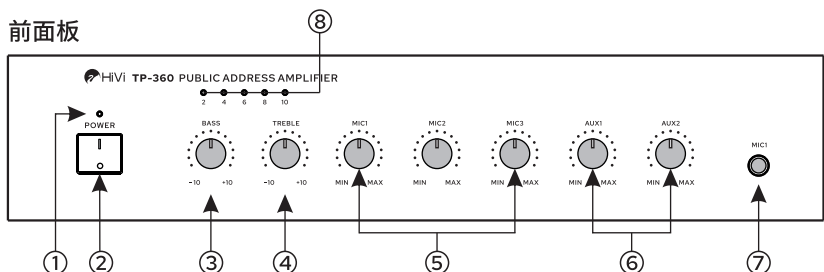 ⑧
前面板
HiVi TP-360 PUBLIC ADDRESS AMPLIFIER
2 4 6 8 10
POWER
BASS TREBLE MIC1 MIC2 MIC3 AUX1 AUX2
MIC1
-10 +10 -10 +10 MIN MAX MIN MAX MIN MAX MIN MAX MIN MAX
① ② ③ ④ ⑤ ⑥ ⑦